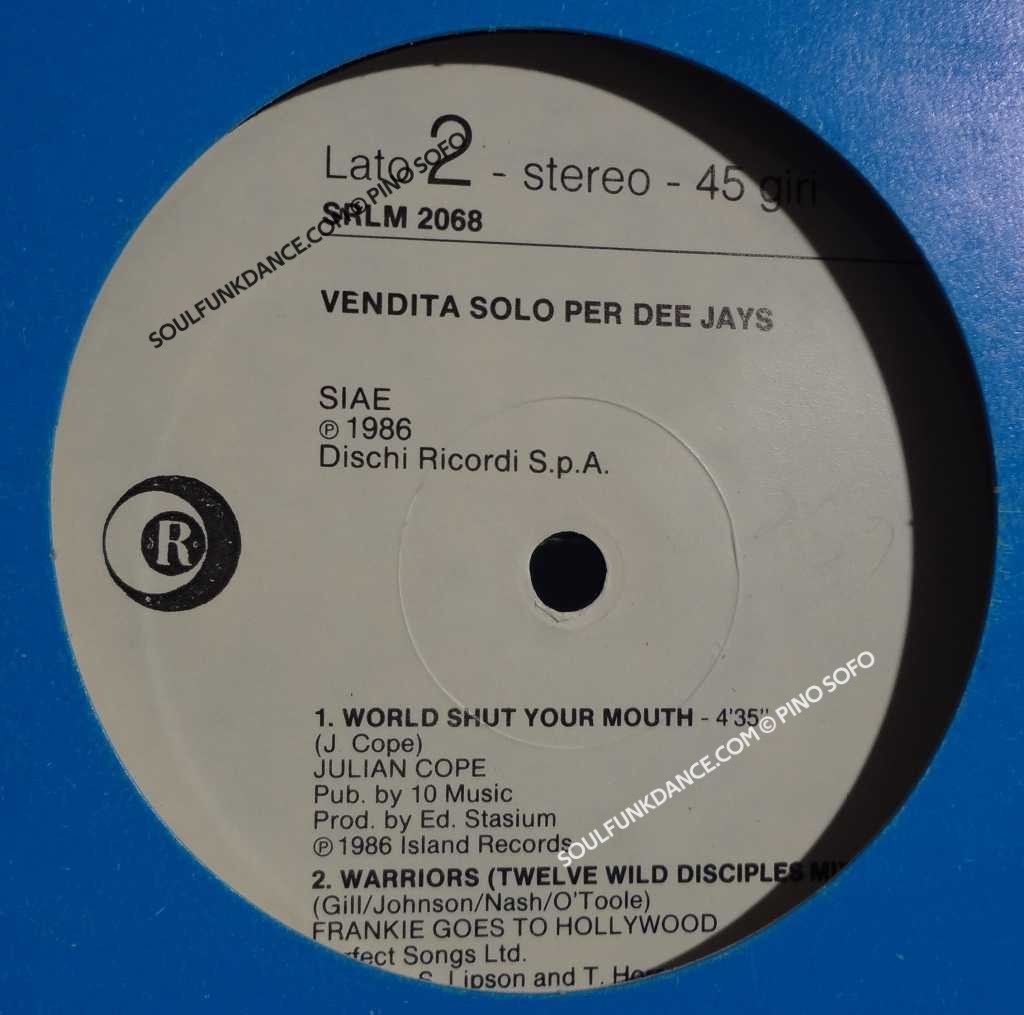 Lato 2 - stereo - 45 giri
SRLM 2068
SOULFUNKDANCE.COM © PINO SOFO
VENDITA SOLO PER DEE JAYS
SIAE
℗ 1986
Dischi Ricordi S.p.A.
R
1. WORLD SHUT YOUR MOUTH - 4'35"
(J. Cope)
JULIAN COPE
Pub. by 10 Music
Prod. by Ed. Stasium
℗ 1986 Island Records
SOULFUNKDANCE.COM © PINO SOFO
2. WARRIORS (TWELVE WILD DISCIPLES
(Gill/Johnson/Nash/O'Toole)
FRANKIE GOES TO HOLLYWOOD
Songs Ltd.
S. Lipson and T.